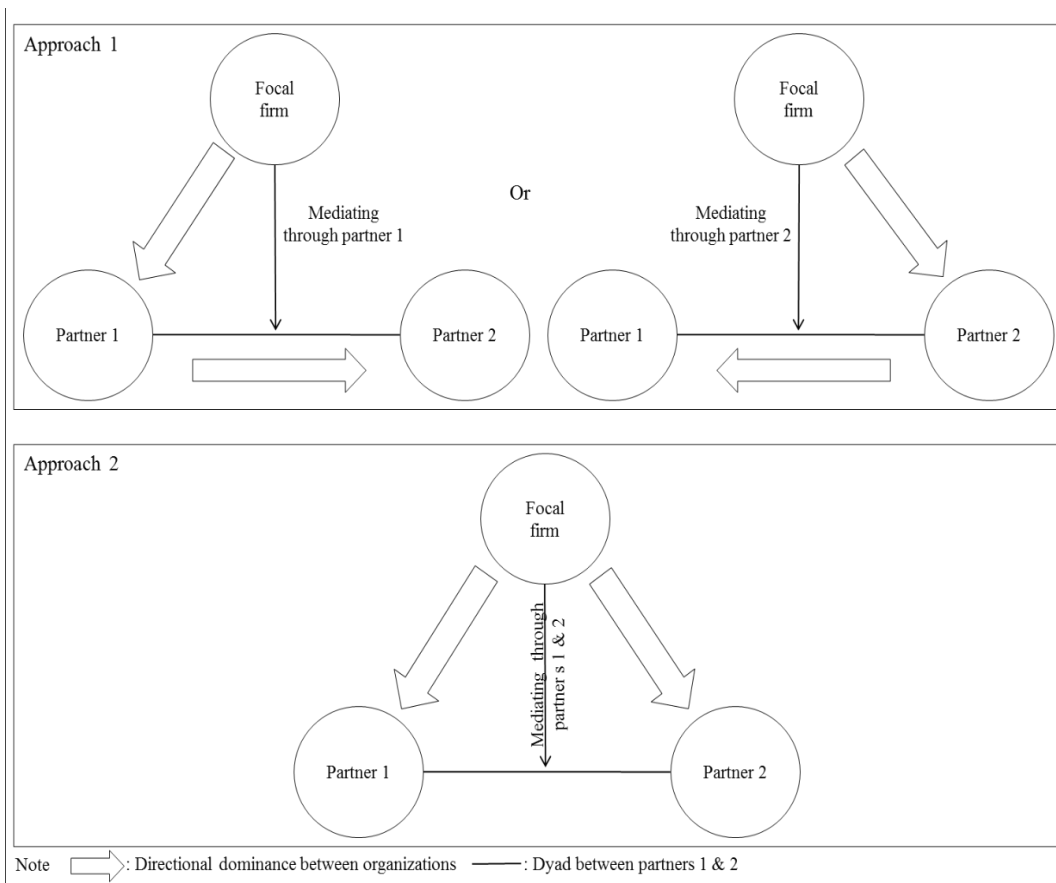 Approach 1
Focal
firm
Mediating
through partner 1
Partner 1
Partner 2
Or
Focal
firm
Mediating
through partner 2
Partner 1
Partner 2
Approach 2
Focal
firm
Mediating through
partner s 1 & 2
Partner 1
Partner 2
Note : Directional dominance between organizations : Dyad between partners 1 & 2